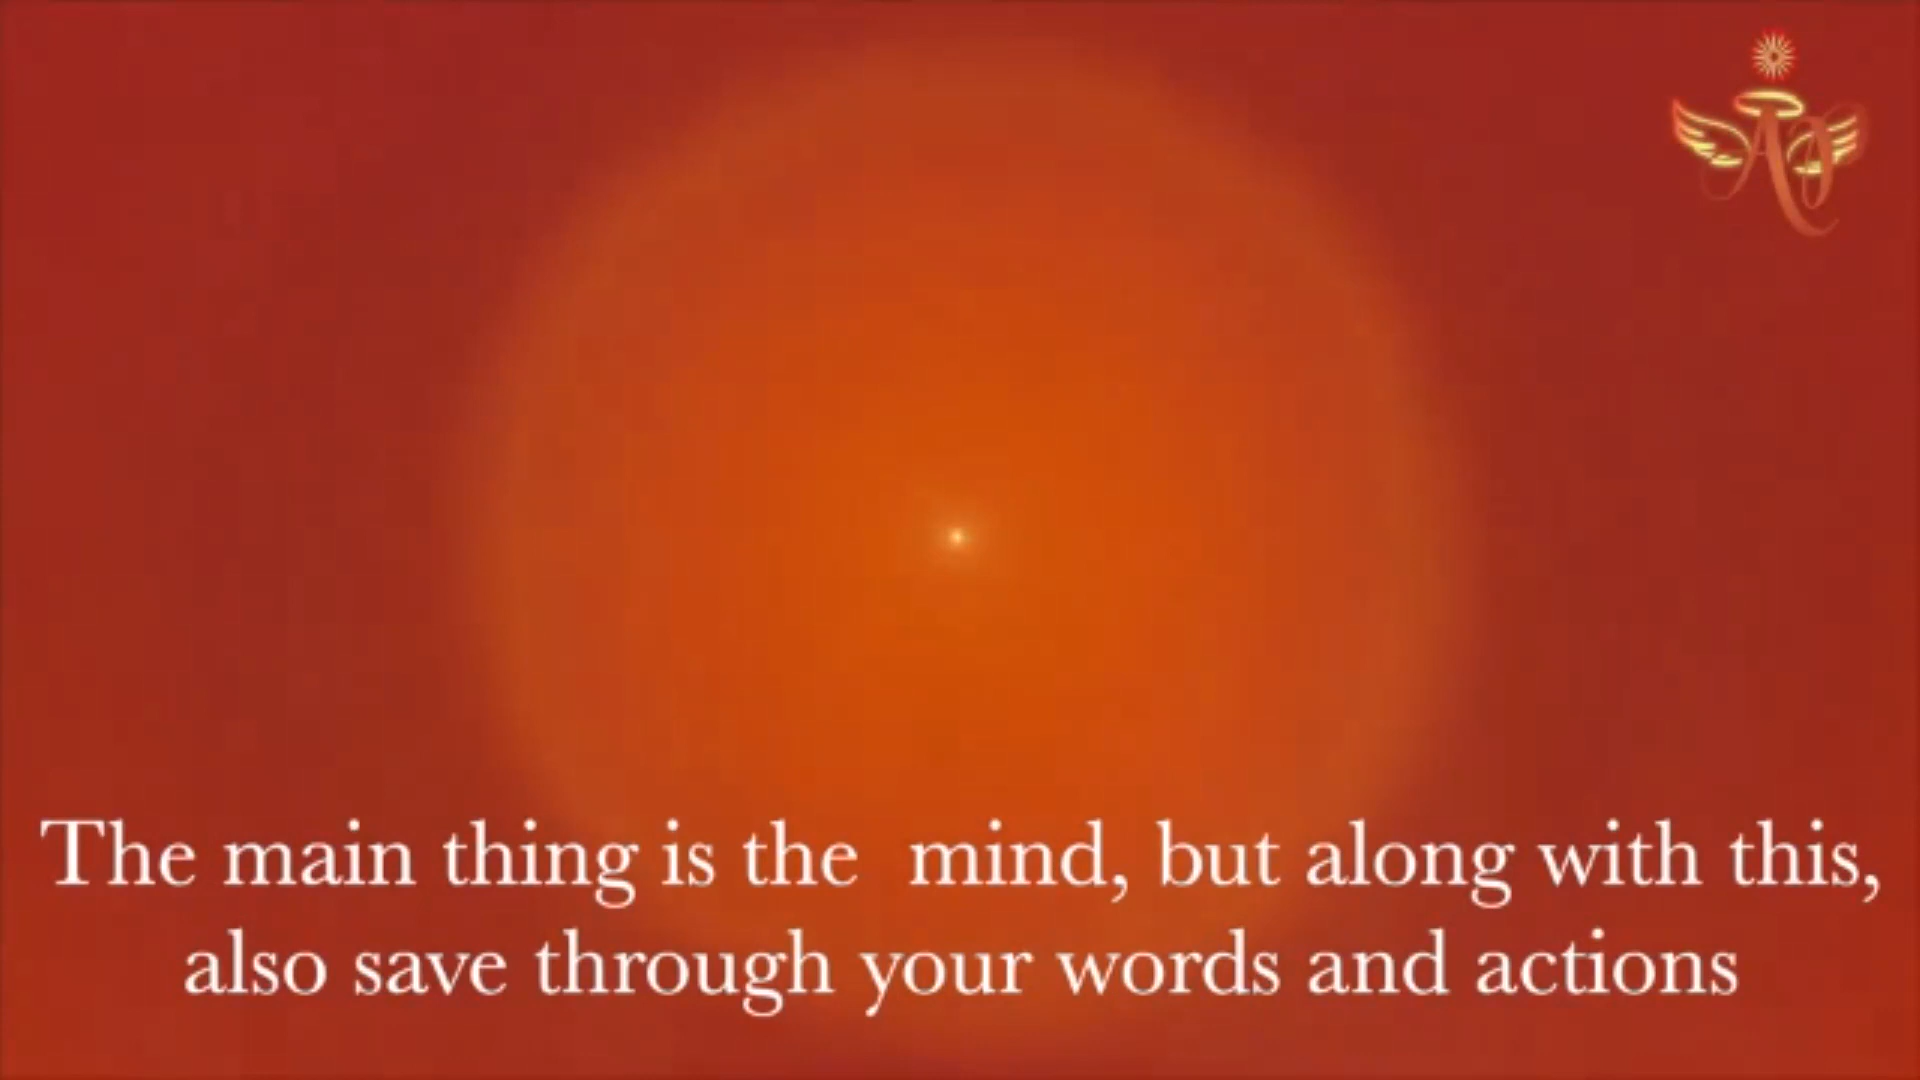 The main thing is the  mind, but along with this,
also save through your words and actions